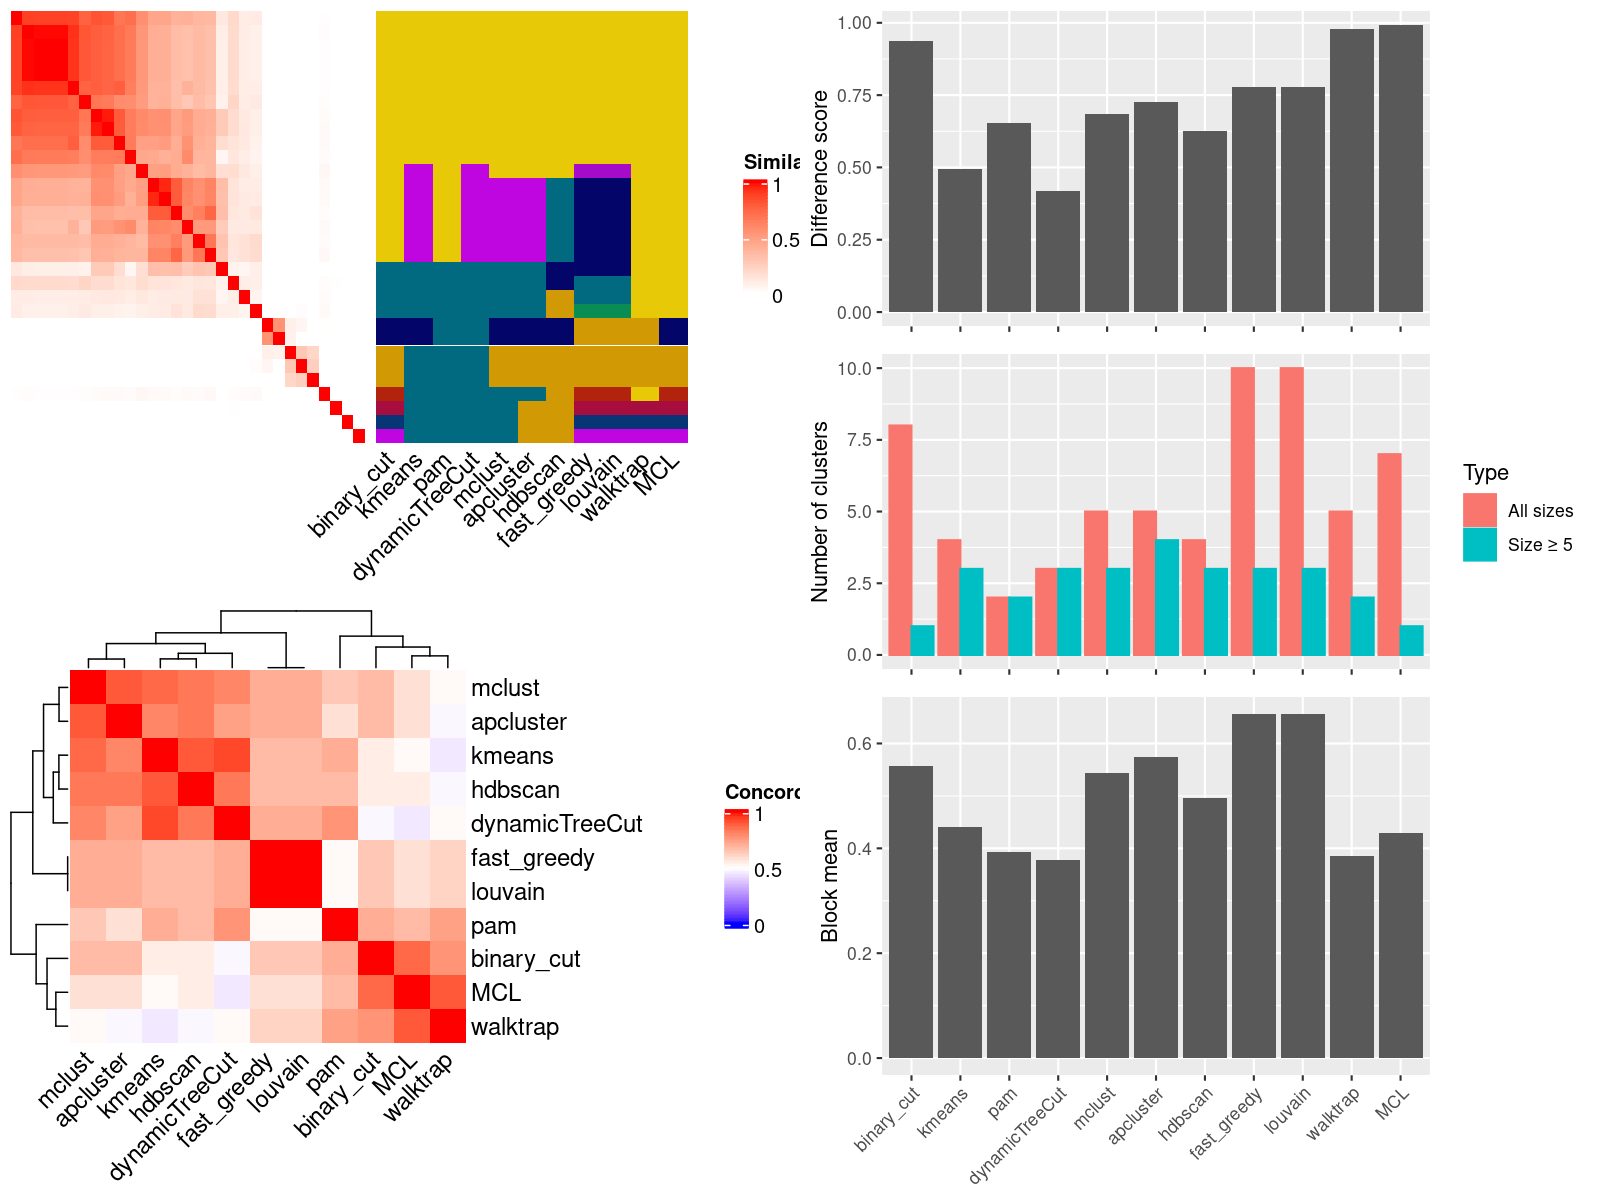 Simila
1
0.5
0
binary_cut
kmeans
pam
dynamicTreeCut
mclust
apcluster
hdbscan
fast_greedy
louvain
walktrap
MCL
Difference score
1.00
0.75
0.50
0.25
0.00
Number of clusters
10.0
7.5
5.0
2.5
0.0
Type
All sizes
Size ≥ 5
mclust
apcluster
kmeans
hdbscan
dynamicTreeCut
fast_greedy
louvain
pam
binary_cut
MCL
walktrap
mclust
apcluster
kmeans
hdbscan
dynamicTreeCut
fast_greedy
louvain
pam
binary_cut
MCL
walktrap
Concord
1
0.5
0
Block mean
0.6
0.4
0.2
0.0
binary_cut
kmeans
pam
dynamicTreeCut
mclust
apcluster
hdbscan
fast_greedy
louvain
walktrap
MCL